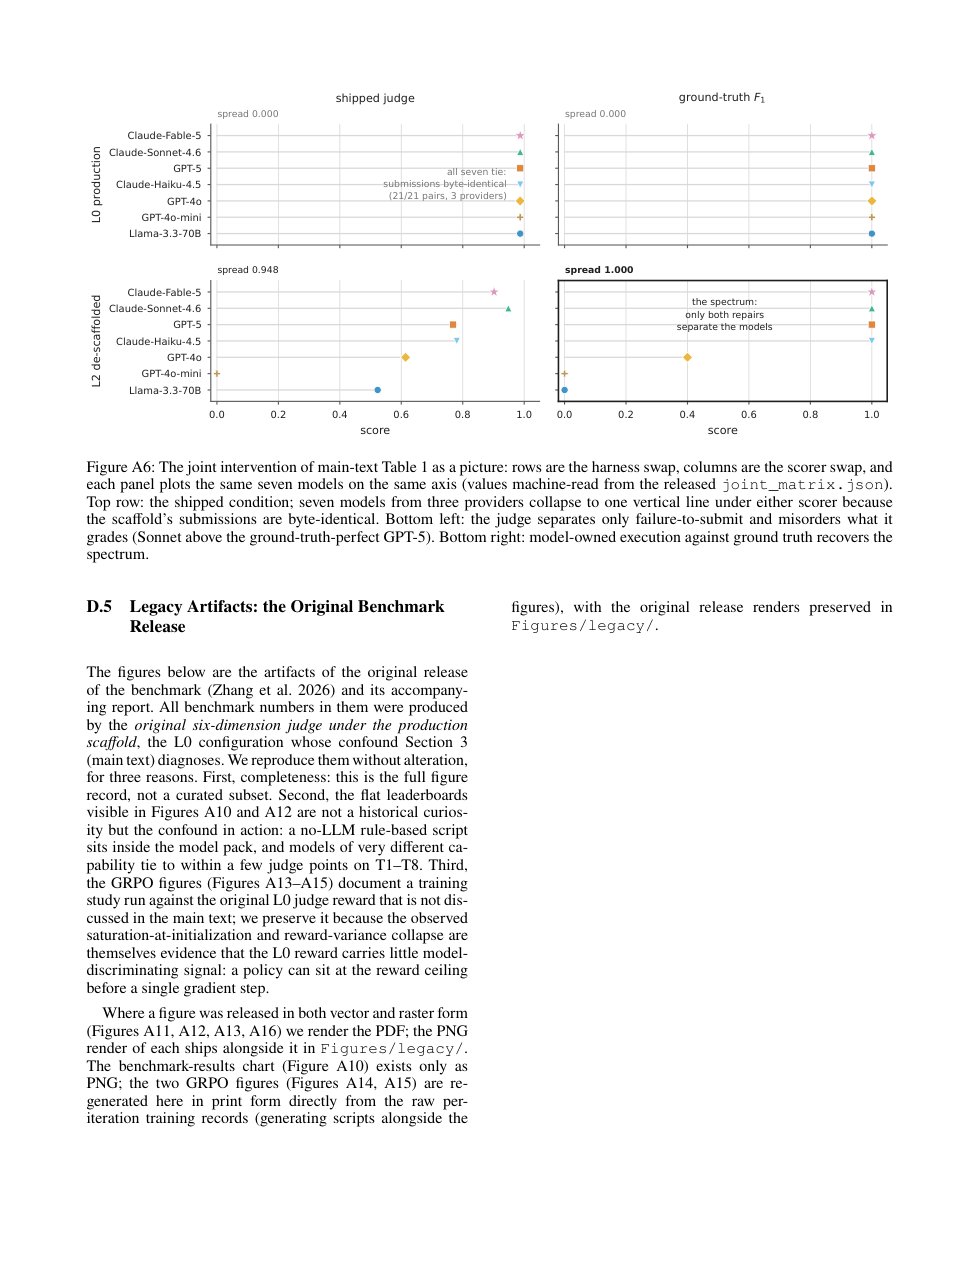 shipped judge
ground-truth F1
spread 0.000
spread 0.000
L0 production
Claude-Fable-5
Claude-Sonnet-4.6
GPT-5
Claude-Haiku-4.5
GPT-4o
GPT-4o-mini
Llama-3.3-70B
all seven tie:
submissions byte-identical
(21/21 pairs, 3 providers)
spread 0.948
spread 1.000
L2 de-scaffolded
Claude-Fable-5
Claude-Sonnet-4.6
GPT-5
Claude-Haiku-4.5
GPT-4o
GPT-4o-mini
Llama-3.3-70B
the spectrum:
only both repairs
separate the models
0.0 0.2 0.4 0.6 0.8 1.0
0.0 0.2 0.4 0.6 0.8 1.0
score
score
Figure A6: The joint intervention of main-text Table 1 as a picture: rows are the harness swap, columns are the scorer swap, and
each panel plots the same seven models on the same axis (values machine-read from the released joint_matrix.json).
Top row: the shipped condition; seven models from three providers collapse to one vertical line under either scorer because
the scaffold's submissions are byte-identical. Bottom left: the judge separates only failure-to-submit and misorders what it
grades (Sonnet above the ground-truth-perfect GPT-5). Bottom right: model-owned execution against ground truth recovers the
spectrum.
D.5 Legacy Artifacts: the Original Benchmark
Release
The figures below are the artifacts of the original release
of the benchmark (Zhang et al. 2026) and its accompany-
ing report. All benchmark numbers in them were produced
by the original six-dimension judge under the production
scaffold, the L0 configuration whose confound Section 3
(main text) diagnoses. We reproduce them without alteration,
for three reasons. First, completeness: this is the full figure
record, not a curated subset. Second, the flat leaderboards
visible in Figures A10 and A12 are not a historical curios-
ity but the confound in action: a no-LLM rule-based script
sits inside the model pack, and models of very different ca-
pability tie to within a few judge points on T1–T8. Third,
the GRPO figures (Figures A13–A15) document a training
study run against the original L0 judge reward that is not dis-
cussed in the main text; we preserve it because the observed
saturation-at-initialization and reward-variance collapse are
themselves evidence that the L0 reward carries little model-
discriminating signal: a policy can sit at the reward ceiling
before a single gradient step.
Where a figure was released in both vector and raster form
(Figures A11, A12, A13, A16) we render the PDF; the PNG
render of each ships alongside it in Figures/legacy/.
The benchmark-results chart (Figure A10) exists only as
PNG; the two GRPO figures (Figures A14, A15) are re-
generated here in print form directly from the raw per-
iteration training records (generating scripts alongside the
figures), with the original release renders preserved in
Figures/legacy/.